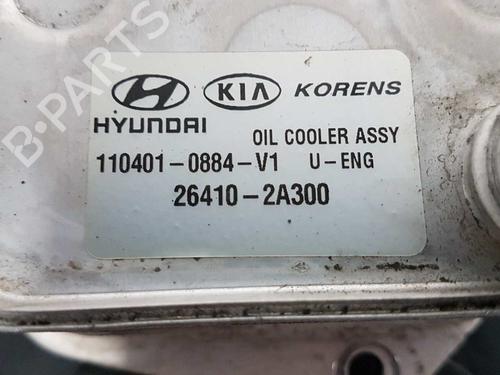 B-PARTS
HYUNDAI KIA KORENS
OIL COOLER ASSY
110401-0884-V1 U-ENG
26410-2A300